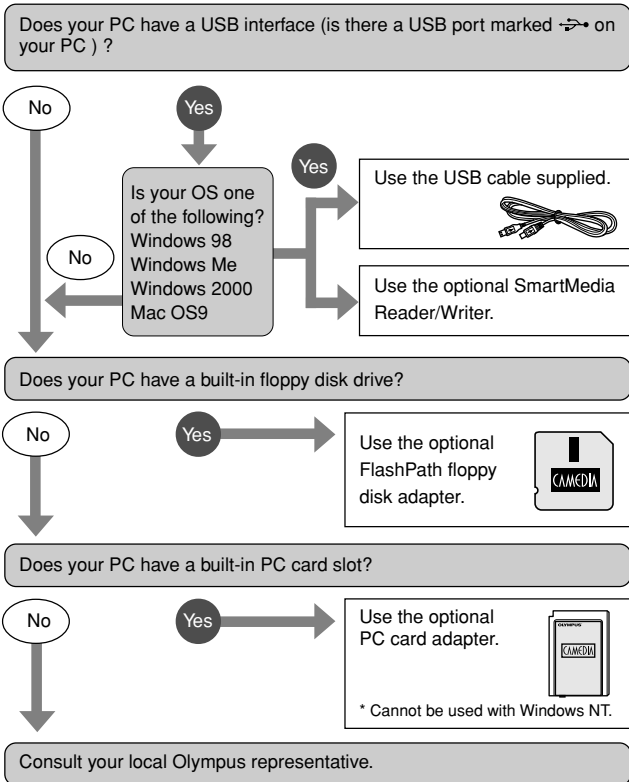 Does your PC have a USB interface (is there a USB port marked on
your PC ) ?
No
Yes
Is your OS one
of the following?
Windows 98
Windows Me
Windows 2000
Mac OS9
No
Yes
Use the USB cable supplied.
Use the optional SmartMedia
Reader/Writer.
Does your PC have a built-in floppy disk drive?
No
Yes
Use the optional
FlashPath floppy
disk adapter.
CAMEDIA
Does your PC have a built-in PC card slot?
No
Yes
Use the optional
PC card adapter.
OLYMPUS
CAMEDIA
* Cannot be used with Windows NT.
Consult your local Olympus representative.